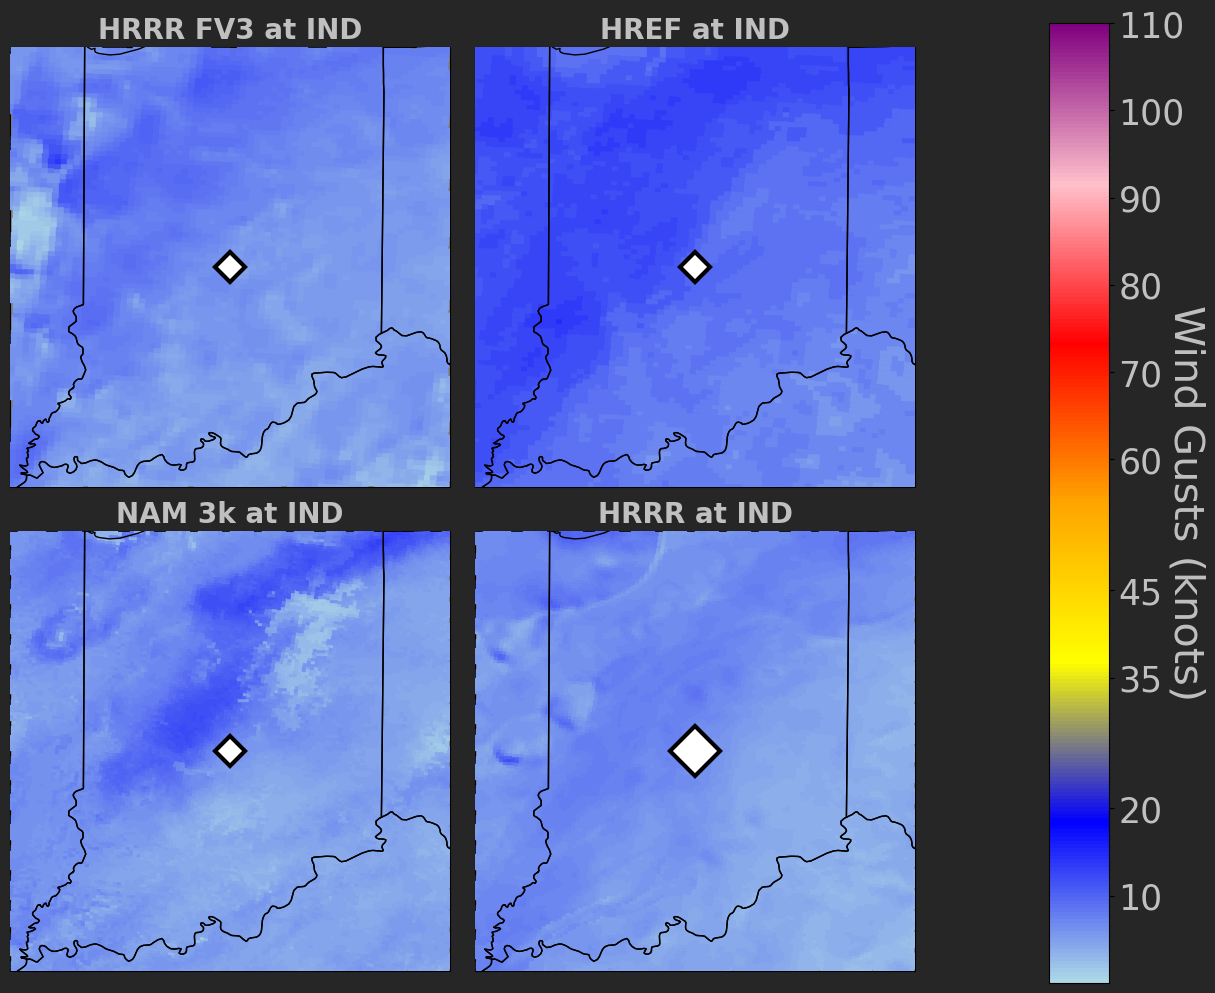 HRRR FV3 at IND
HREF at IND
NAM 3k at IND
HRRR at IND
110
100
90
80
70
60
45
35
20
10
Wind Gusts (knots)